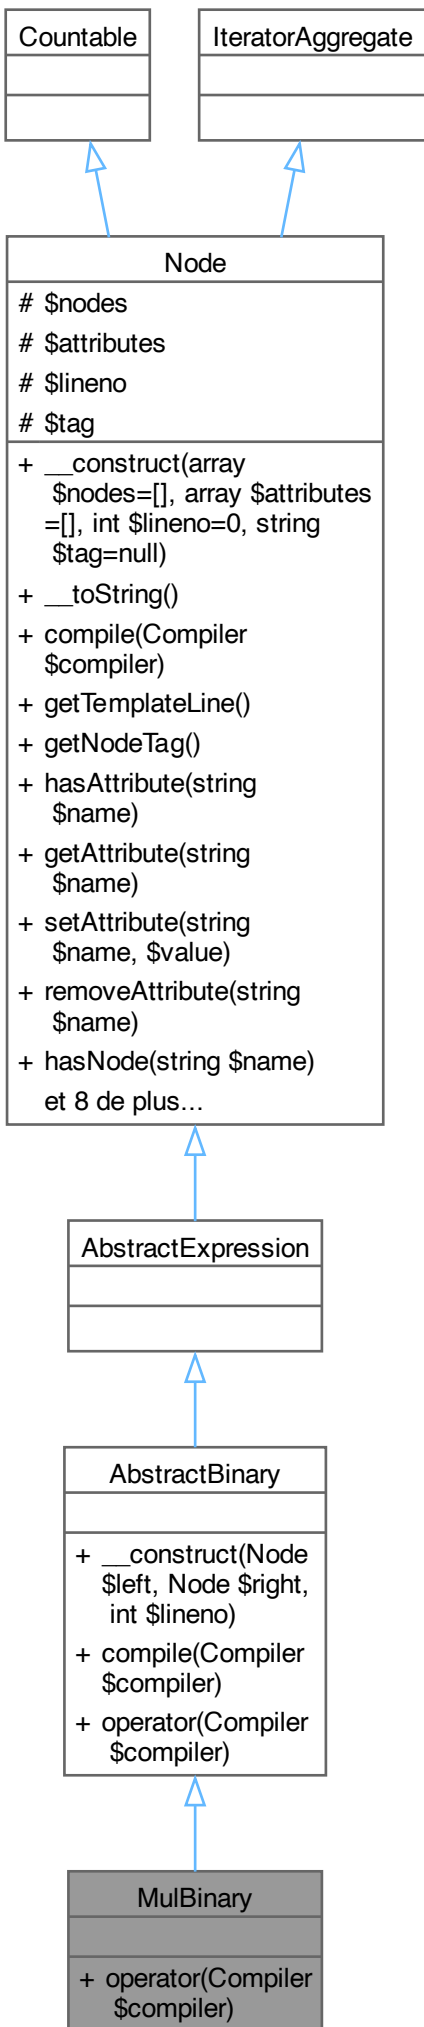 Countable
IteratorAggregate
Node
# $nodes
# $attributes
# $lineno
# $tag
+ __construct(array
$nodes=[], array $attributes
=[], int $lineno=0, string
$tag=null)
+ __toString()
+ compile(Compiler
$compiler)
+ getTemplateLine()
+ getNodeTag()
+ hasAttribute(string
$name)
+ getAttribute(string
$name)
+ setAttribute(string
$name, $value)
+ removeAttribute(string
$name)
+ hasNode(string $name)
et 8 de plus...
AbstractExpression
AbstractBinary
+ __construct(Node
$left, Node $right,
int $lineno)
+ compile(Compiler
$compiler)
+ operator(Compiler
$compiler)
MulBinary
+ operator(Compiler
$compiler)